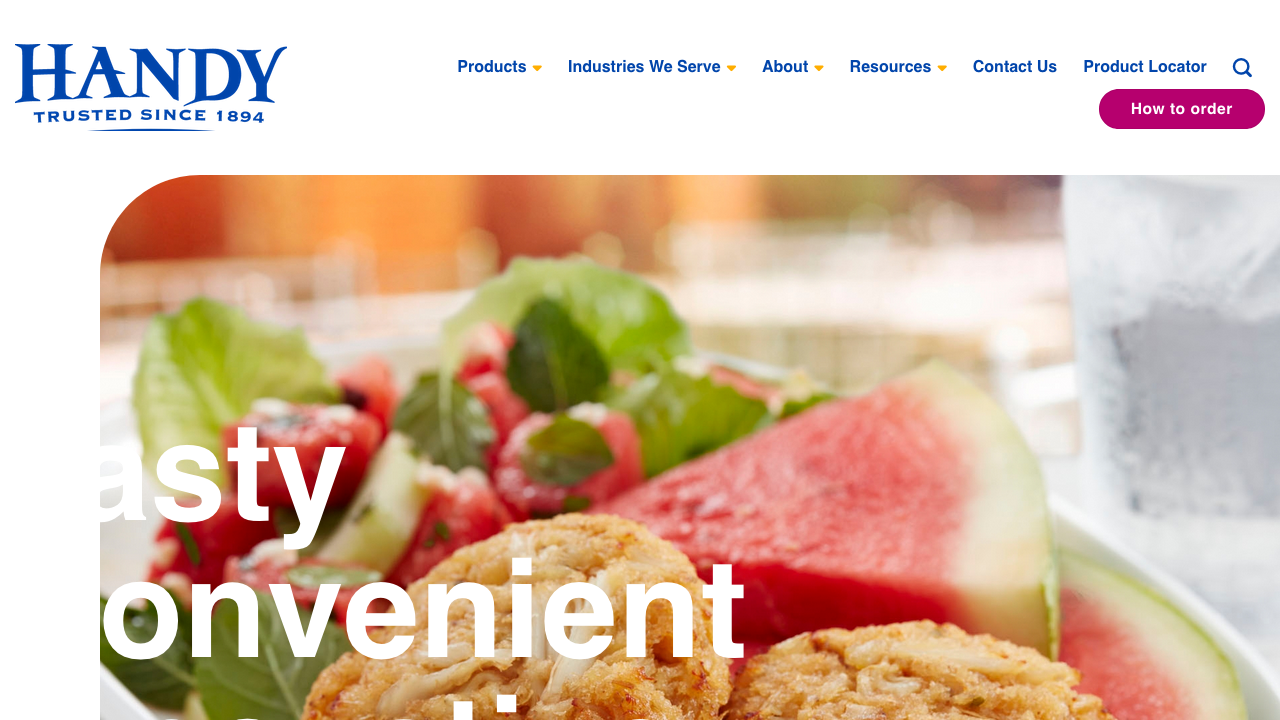 HANDY
TRUSTED SINCE 1894
Products
Industries We Serve
About
Resources
Contact Us
Product Locator
How to order
asty
onvenient